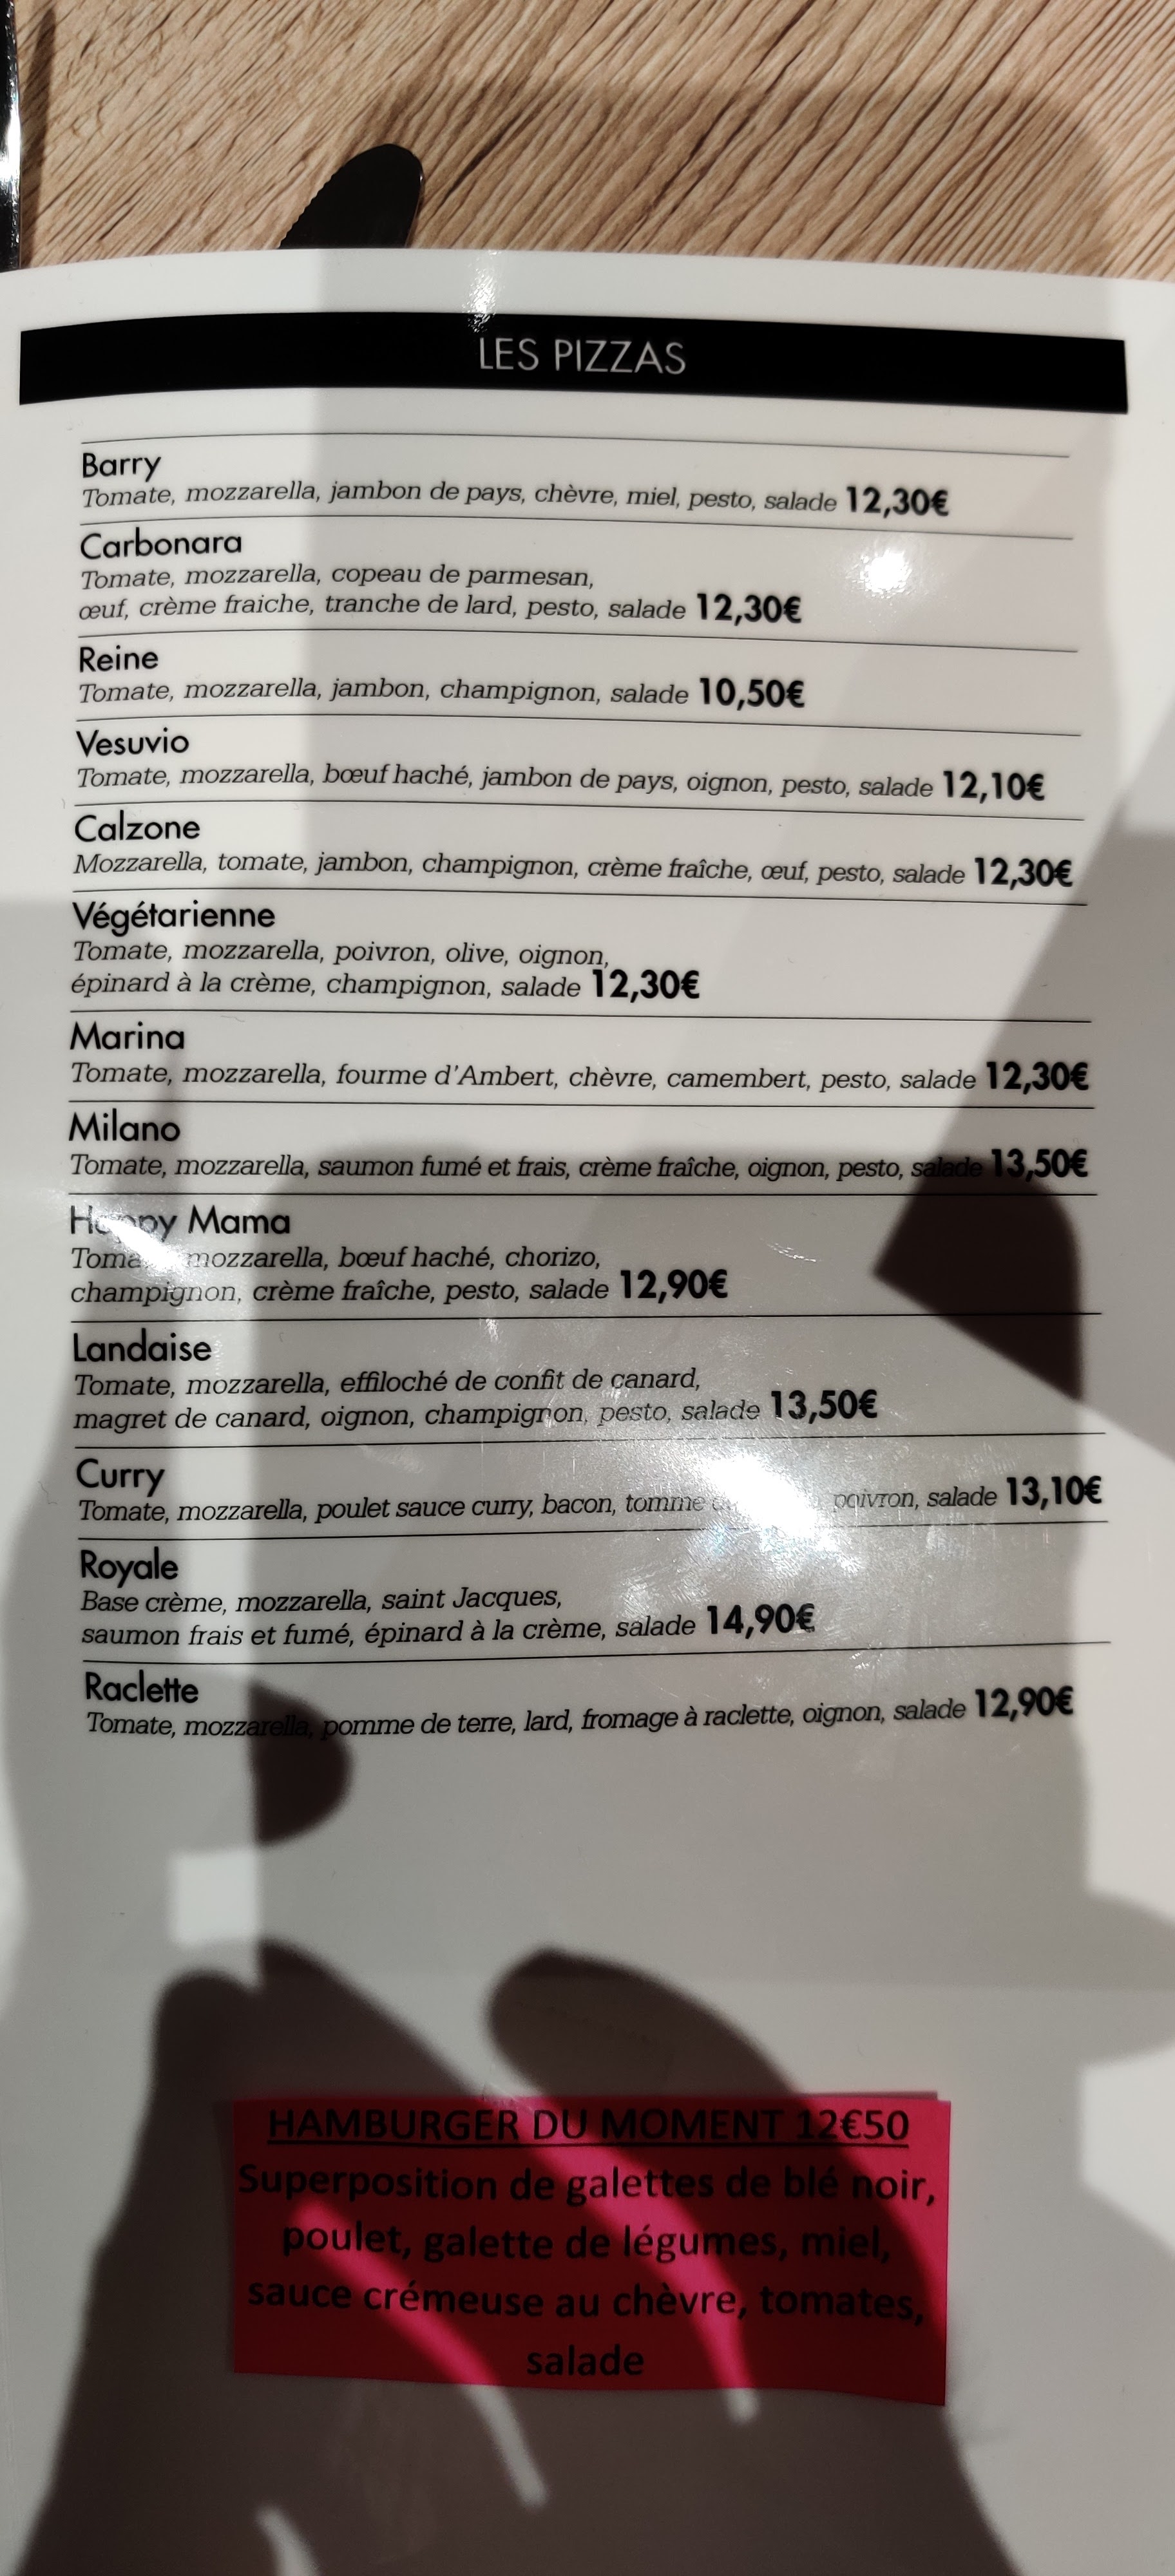 LES PIZZAS
Barry
Tomate, mozzarella, jambon de pays, chèvre, miel, pesto, salade 12,30€
Carbonara
Tomate, mozzarella, copeau de parmesan,
œuf, crème fraiche, tranche de lard, pesto, salade 12,30€
Reine
Tomate, mozzarella, jambon, champignon, salade 10,50€
Vesuvio
Tomate, mozzarella, bœuf haché, jambon de pays, oignon, pesto, salade 12,10€
Calzone
Mozzarella, tomate, jambon, champignon, crème fraîche, œuf, pesto, salade 12,30€
Végétarienne
Tomate, mozzarella, poivron, olive, oignon,
épinard à la crème, champignon, salade 12,30€
Marina
Tomate, mozzarella, fourme d'Ambert, chèvre, camembert, pesto, salade 12,30€
Milano
Tomate, mozzarella, saumon fumé et frais, crème fraîche, oignon, pesto, salade 13,50€
Happy Mama
Tomate, mozzarella, bœuf haché, chorizo,
champignon, crème fraîche, pesto, salade 12,90€
Landaise
Tomate, mozzarella, effiloché de confit de canard,
magret de canard, oignon, champignon, pesto, salade 13,50€
Curry
Tomate, mozzarella, poulet sauce curry, bacon, tomme poivron, salade 13,10€
Royale
Base crème, mozzarella, saint Jacques,
saumon frais et fumé, épinard à la crème, salade 14,90€
Raclette
Tomate, mozzarella, pomme de terre, lard, fromage à raclette, oignon, salade 12,90€
HAMBURGER DU MOMENT 12€50
Superposition de galettes de blé noir,
poulet, galette de légumes, miel,
sauce crémeuse au chèvre, tomates,
salade